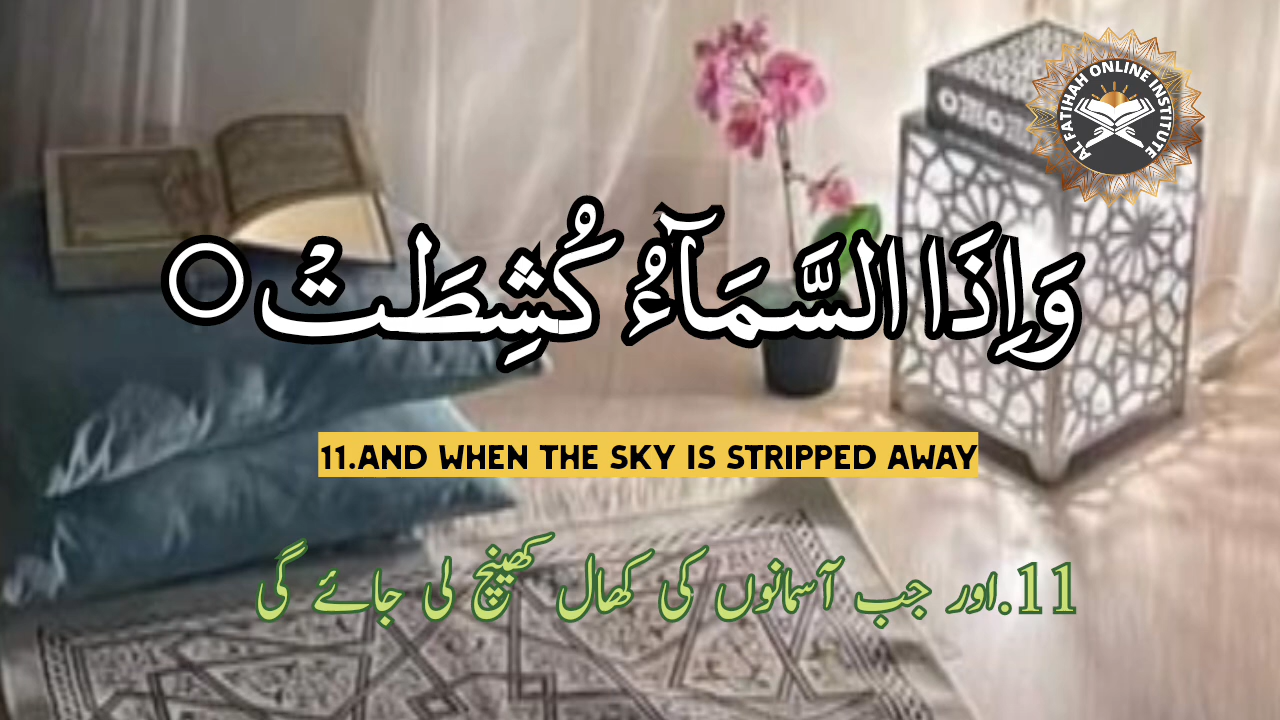 AL FATIHAH ONLINE INSTITUTE
وَاِذَا السَّمَآءُ كُشِطَتۡ
11.AND WHEN THE SKY IS STRIPPED AWAY
11.اور جب آسمانوں کی کھال کھینچ لی جائے گی